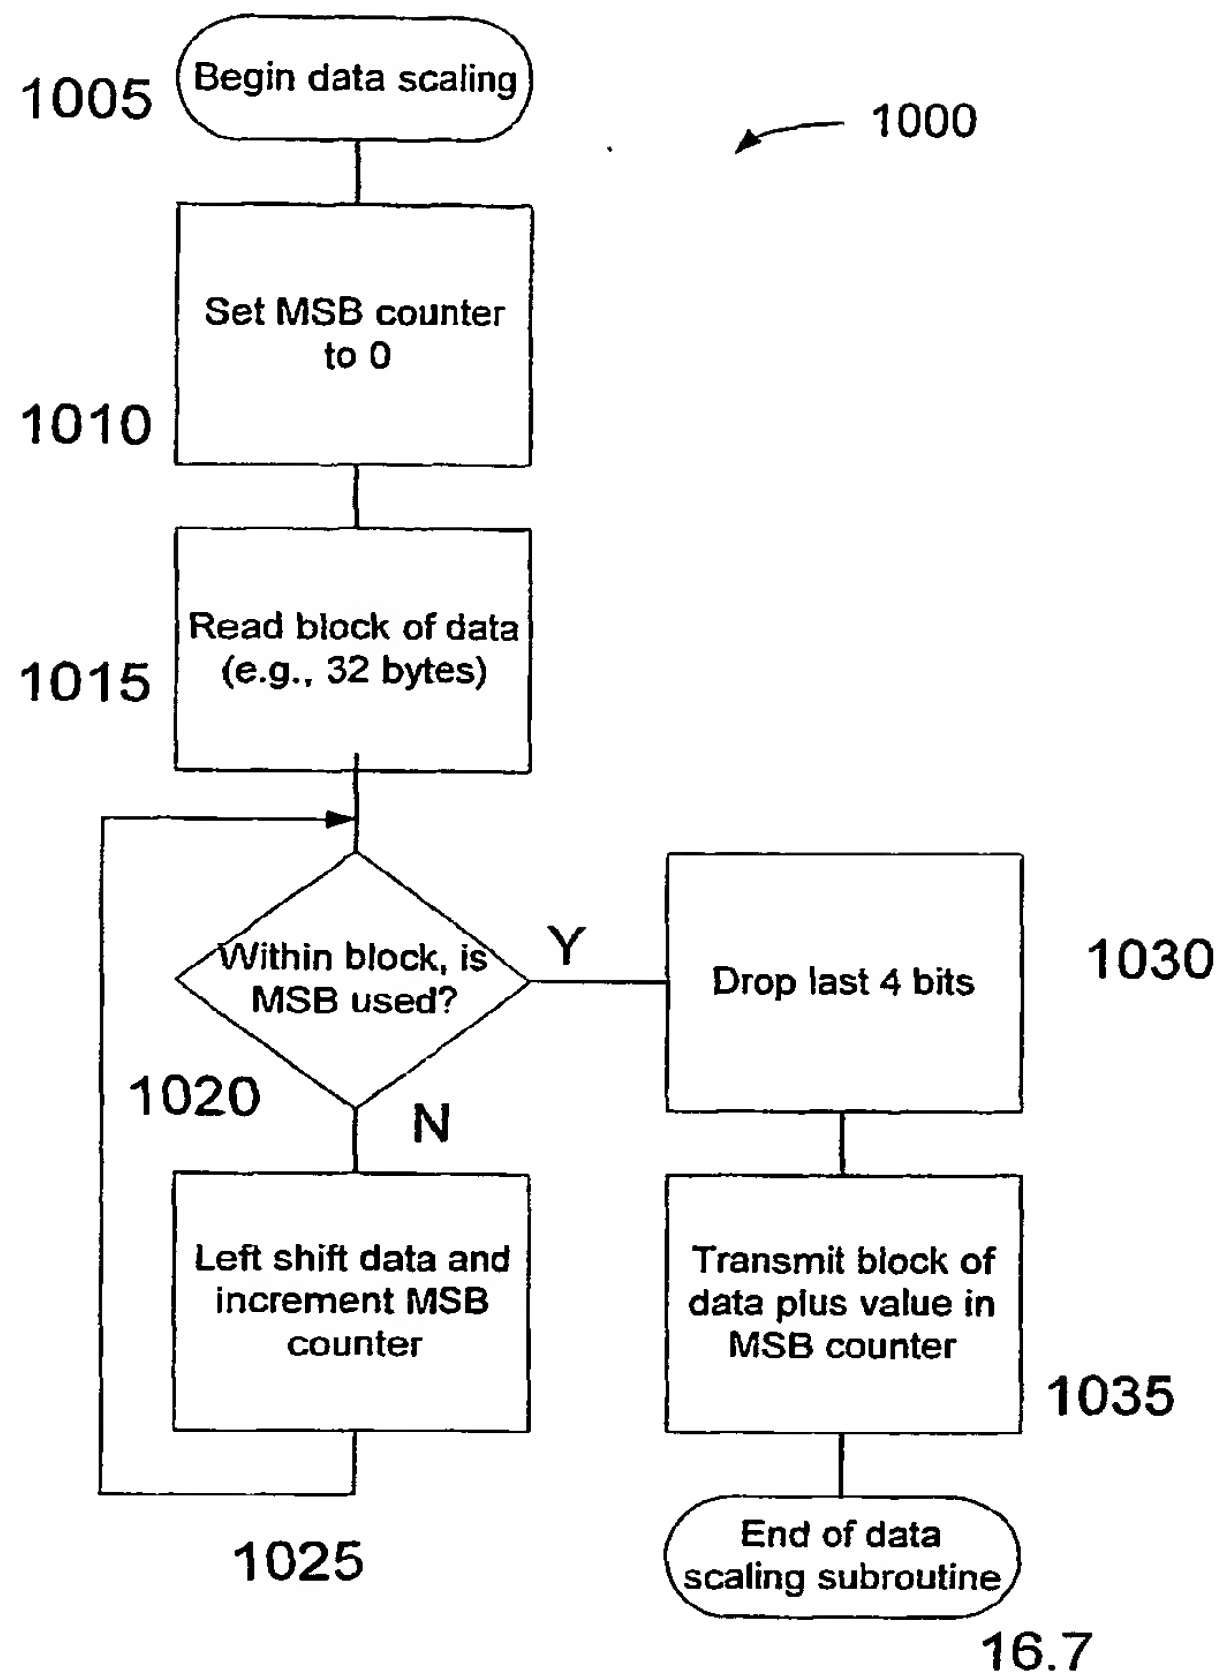 Begin data scaling
1005
1000
Set MSB counter
to 0
1010
Read block of data
(e.g., 32 bytes)
1015
Within block, is
MSB used?
Y
1020
N
Drop last 4 bits
1030
Left shift data and
increment MSB
counter
1025
Transmit block of
data plus value in
MSB counter
1035
End of data
scaling subroutine
16.7